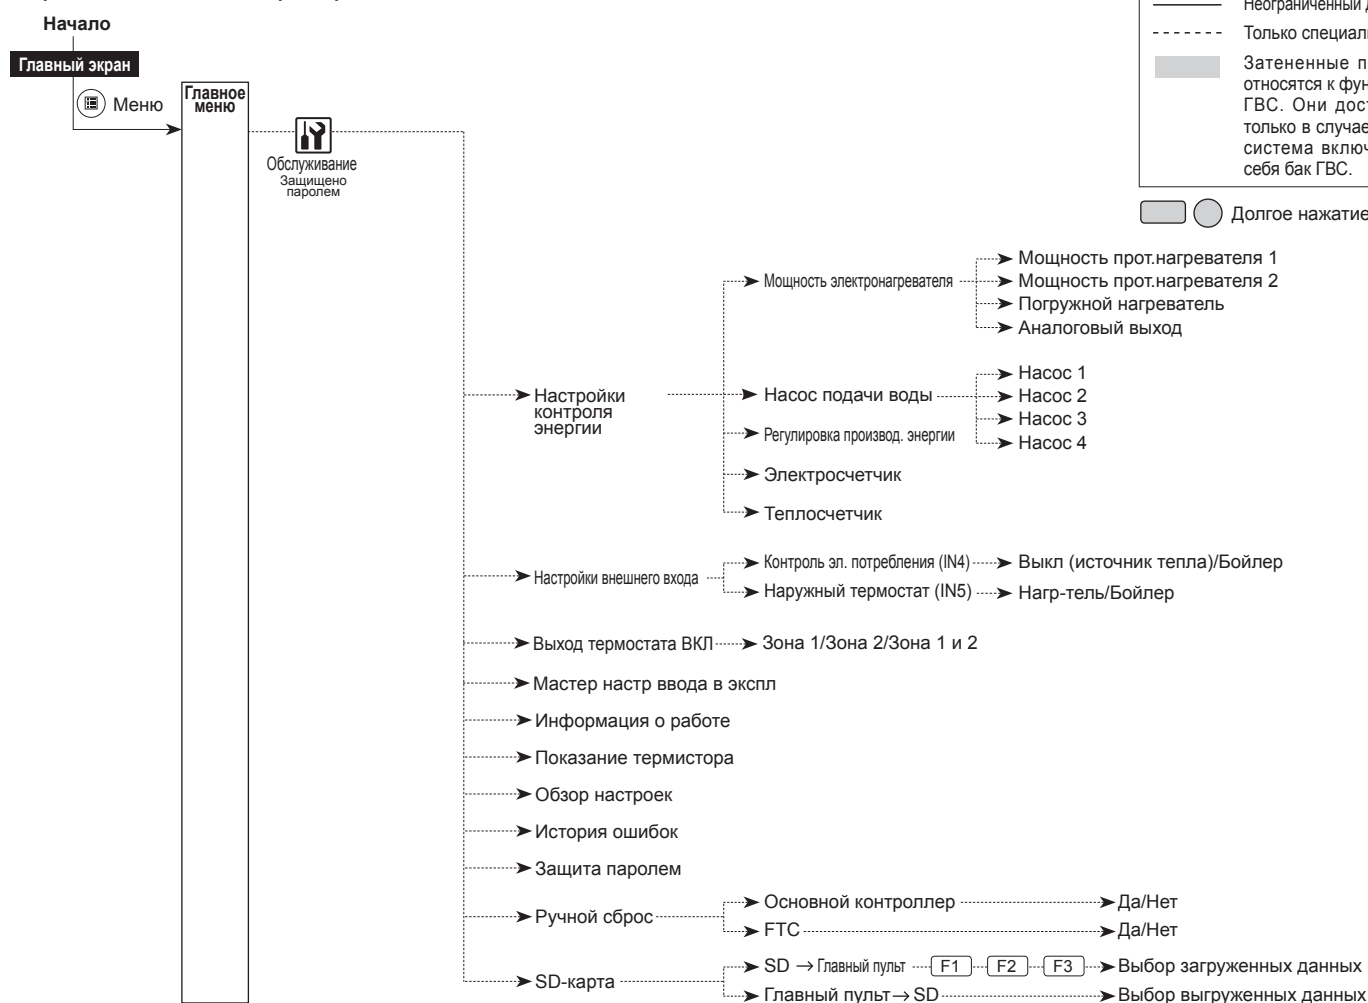 Начало
Главный экран
Меню
Главное
меню
Обслуживание
Защищено
паролем
Неограниченный
Только
Затененные
относятся к
ГВС. Они
только в случае
система
себя бак ГВС.
Долгое нажатие
Настройки
контроля
энергии
Мощность электронагревателя
Мощность прот.нагревателя 1
Мощность прот.нагревателя 2
Погружной нагреватель
Аналоговый выход
Насос подачи воды
Насос 1
Насос 2
Насос 3
Насос 4
Регулировка производ. энергии
Электросчетчик
Теплосчетчик
Настройки внешнего входа
Контроль эл. потребления (IN4)
Выкл (источник тепла)/Бойлер
Наружный термостат (IN5)
Нагр-тель/Бойлер
Выход термостата ВКЛ
Зона 1/Зона 2/Зона 1 и 2
Мастер настр ввода в экспл
Информация о работе
Показание термистора
Обзор настроек
История ошибок
Защита паролем
Ручной сброс
Основной контроллер
Да/Нет
FTC
Да/Нет
SD-карта
SD → Главный пульт
F1
F2
F3
Выбор загруженных данных
Главный пульт→SD
Выбор выгруженных данных